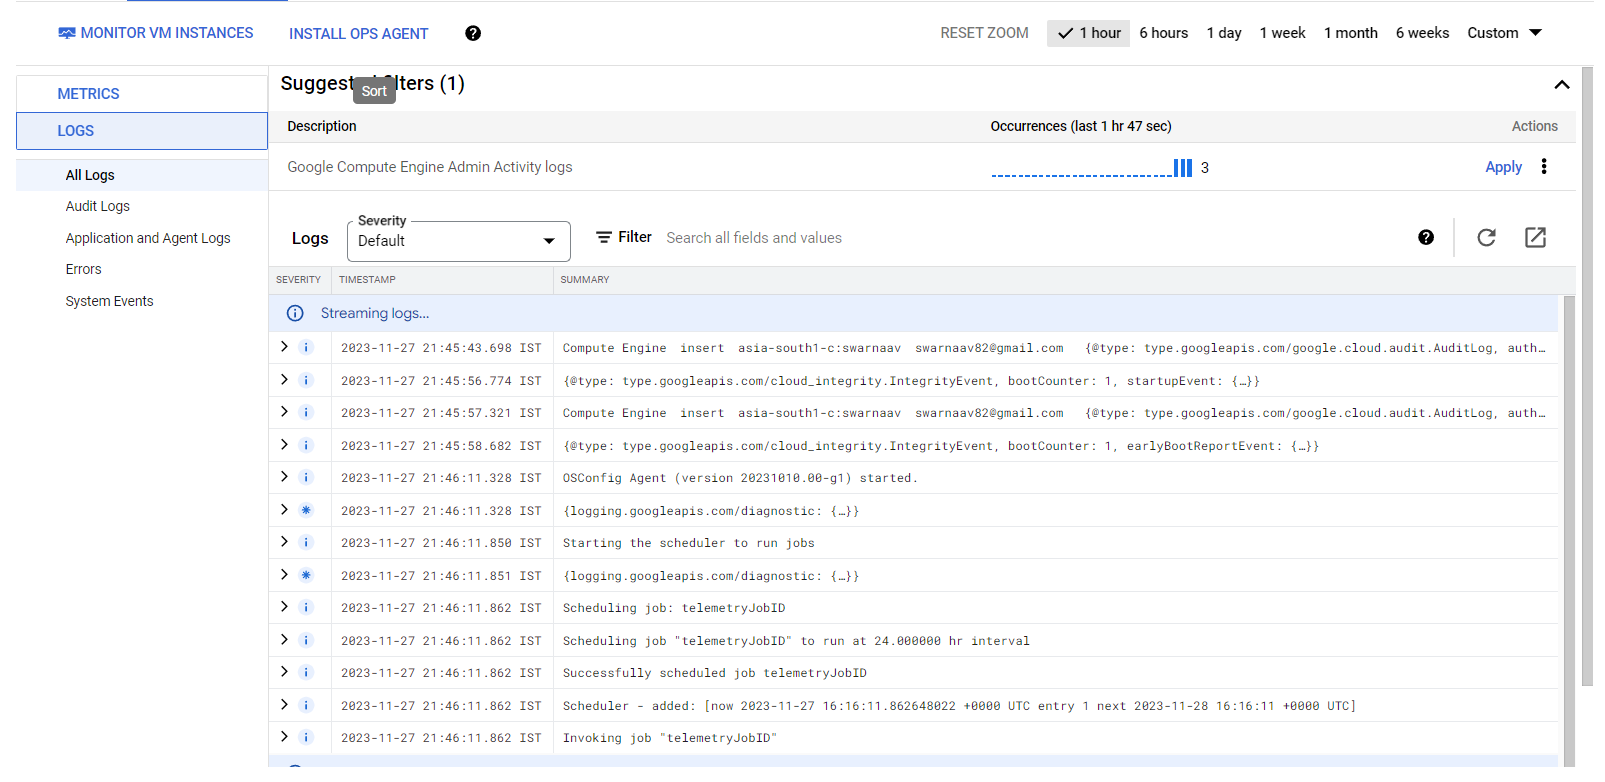 MONITOR VM INSTANCES INSTALL OPS AGENT ? RESET ZOOM 1 hour 6 hours 1 day 1 week 1 month 6 weeks Custom
METRICS
LOGS
All Logs
Audit Logs
Application and Agent Logs
Errors
System Events
Suggest lters (1)
Sort
Description Occurrences (last 1 hr 47 sec) Actions
Google Compute Engine Admin Activity logs 3 Apply
Severity
Logs Default Filter Search all fields and values ?
SEVERITY TIMESTAMP SUMMARY
Streaming logs...
2023-11-27 21:45:43.698 IST Compute Engine insert asia-south1-c:swarnaav swarnaav82@gmail.com {@type: type.googleapis.com/google.cloud.audit.AuditLog, auth…
2023-11-27 21:45:56.774 IST {@type: type.googleapis.com/cloud_integrity.IntegrityEvent, bootCounter: 1, startupEvent: {…}}
2023-11-27 21:45:57.321 IST Compute Engine insert asia-south1-c:swarnaav swarnaav82@gmail.com {@type: type.googleapis.com/google.cloud.audit.AuditLog, auth…
2023-11-27 21:45:58.682 IST {@type: type.googleapis.com/cloud_integrity.IntegrityEvent, bootCounter: 1, earlyBootReportEvent: {…}}
2023-11-27 21:46:11.328 IST OSConfig Agent (version 20231010.00-g1) started.
2023-11-27 21:46:11.328 IST {logging.googleapis.com/diagnostic: {…}}
2023-11-27 21:46:11.850 IST Starting the scheduler to run jobs
2023-11-27 21:46:11.851 IST {logging.googleapis.com/diagnostic: {…}}
2023-11-27 21:46:11.862 IST Scheduling job: telemetryJobID
2023-11-27 21:46:11.862 IST Scheduling job "telemetryJobID" to run at 24.000000 hr interval
2023-11-27 21:46:11.862 IST Successfully scheduled job telemetryJobID
2023-11-27 21:46:11.862 IST Scheduler - added: [now 2023-11-27 16:16:11.862648022 +0000 UTC entry 1 next 2023-11-28 16:16:11 +0000 UTC]
2023-11-27 21:46:11.862 IST Invoking job "telemetryJobID"